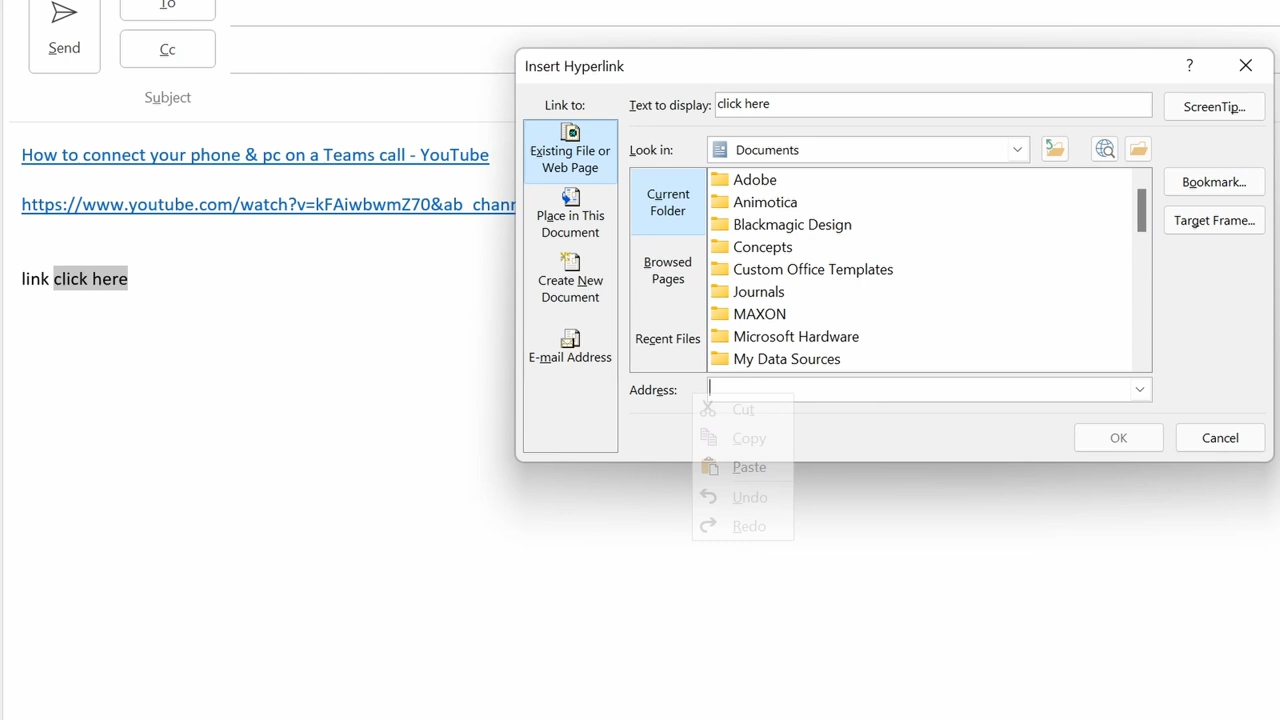 To
Send
Cc
Subject
How to connect your phone & pc on a Teams call - YouTube
https://www.youtube.com/watch?v=kFAiwbwmZ70&ab_chann
link click here
Insert Hyperlink
?
Link to:
Text to display:
click here
ScreenTip...
Existing File or
Web Page
Place in This
Document
Create New
Document
E-mail Address
Look in:
Documents
Current
Folder
Browsed
Pages
Recent Files
Adobe
Animotica
Blackmagic Design
Concepts
Custom Office Templates
Journals
MAXON
Microsoft Hardware
My Data Sources
Bookmark...
Target Frame...
Address:
Cut
Copy
Paste
Undo
Redo
OK
Cancel